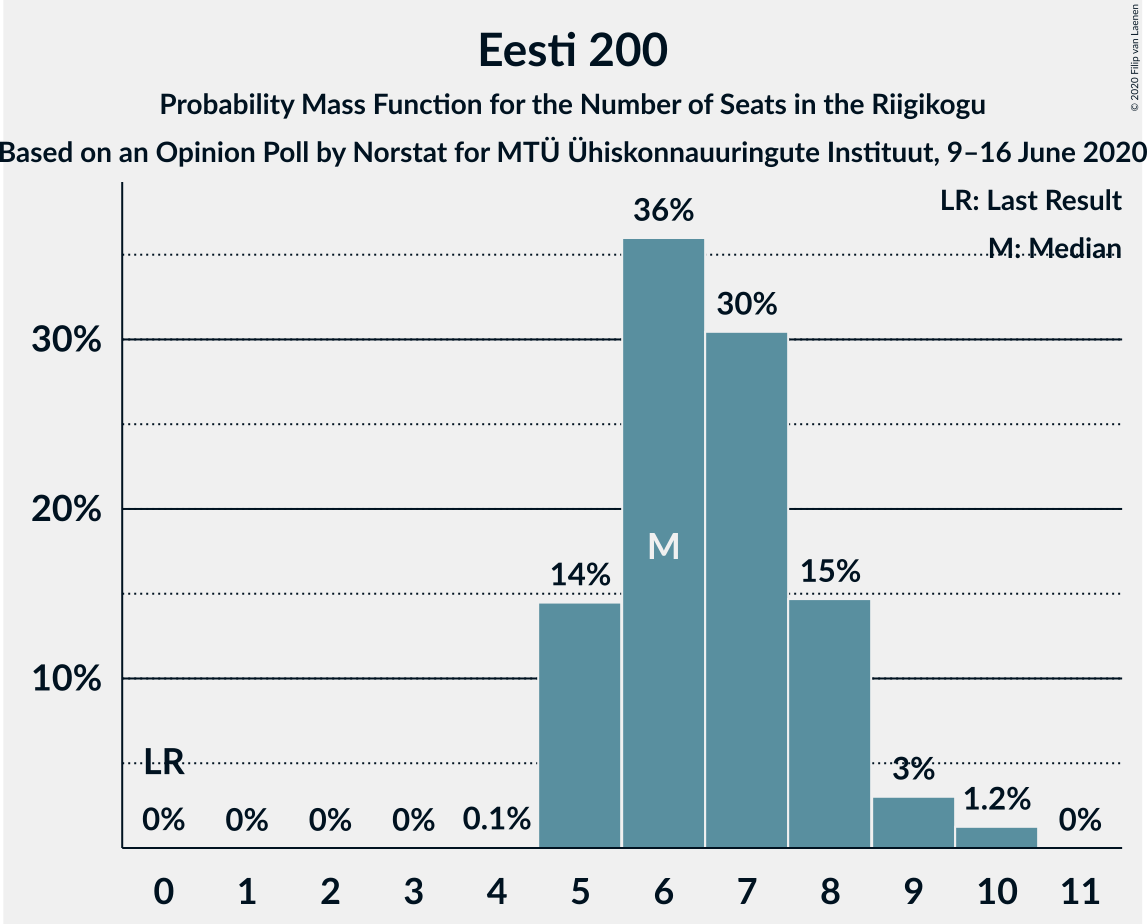 Eesti 200
Probability Mass Function for the Number of Seats in the Riigikogu
Based on an Opinion Poll by Norstat for MTÜ Ühiskonnauuringute Instituut, 9–16 June 2020
© 2020 Filip van Laenen
LR: Last Result
M: Median
36%
30%
30%
20%
M
14%
15%
10%
LR
3%
1.2%
0%
0%
0%
0%
0.1%
0%
0 1 2 3 4 5 6 7 8 9 10 11